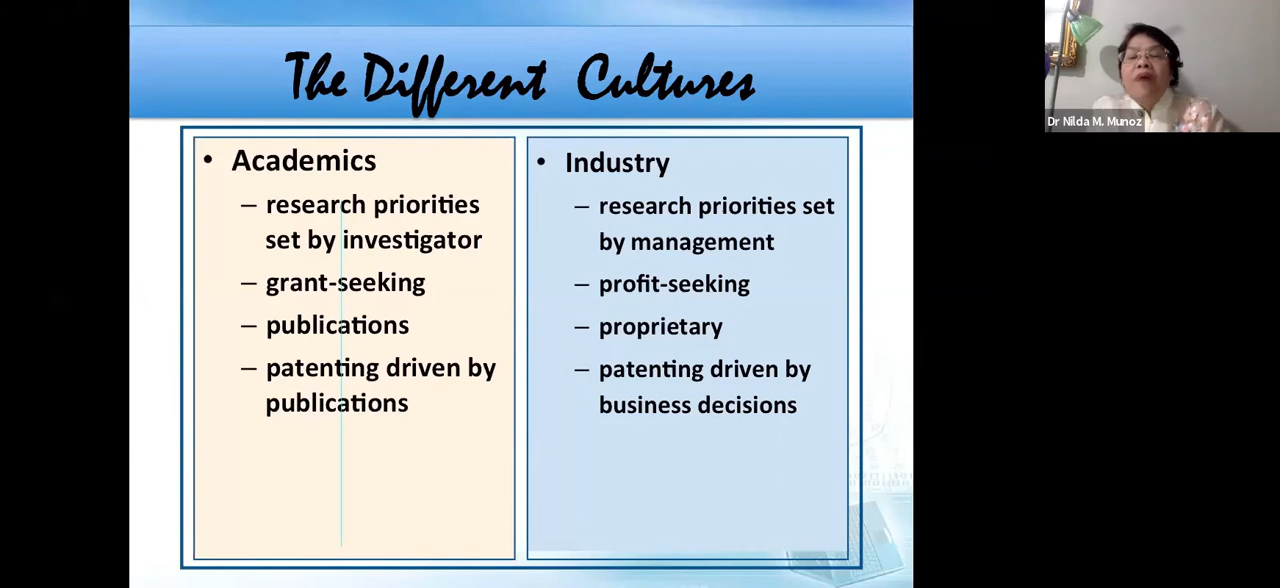 The Different Cultures
• Academics
– research priorities
set by investigator
– grant-seeking
– publications
– patenting driven by
publications
• Industry
– research priorities set
by management
– profit-seeking
– proprietary
– patenting driven by
business decisions
Dr Nilda M. Munoz